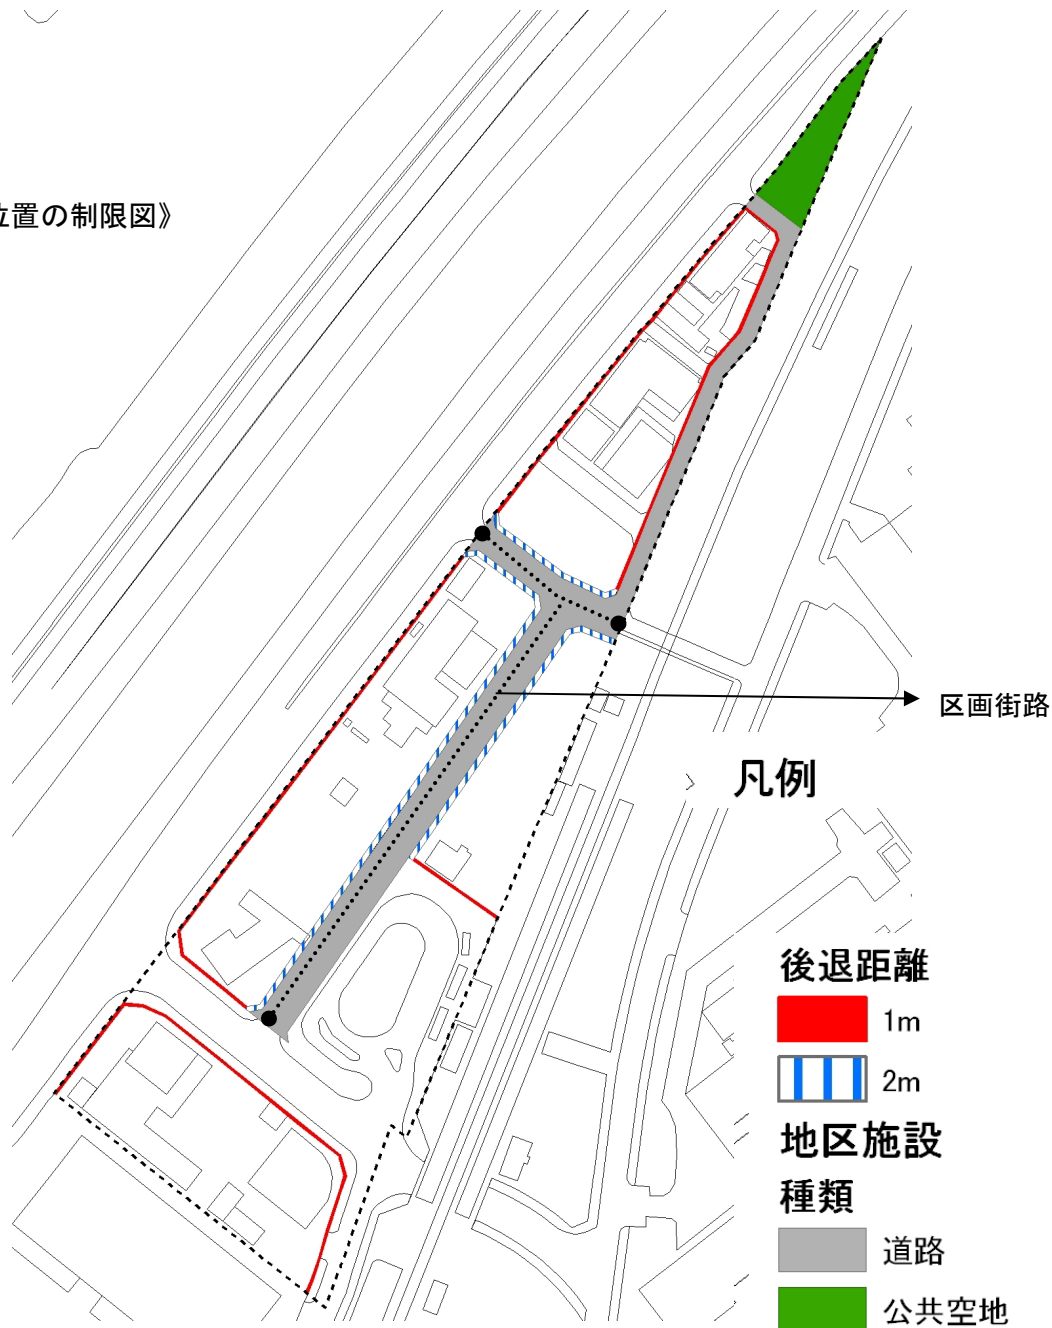 位置の制限図》
区画街路
凡例
後退距離
1m
2m
地区施設
種類
道路
公共空地